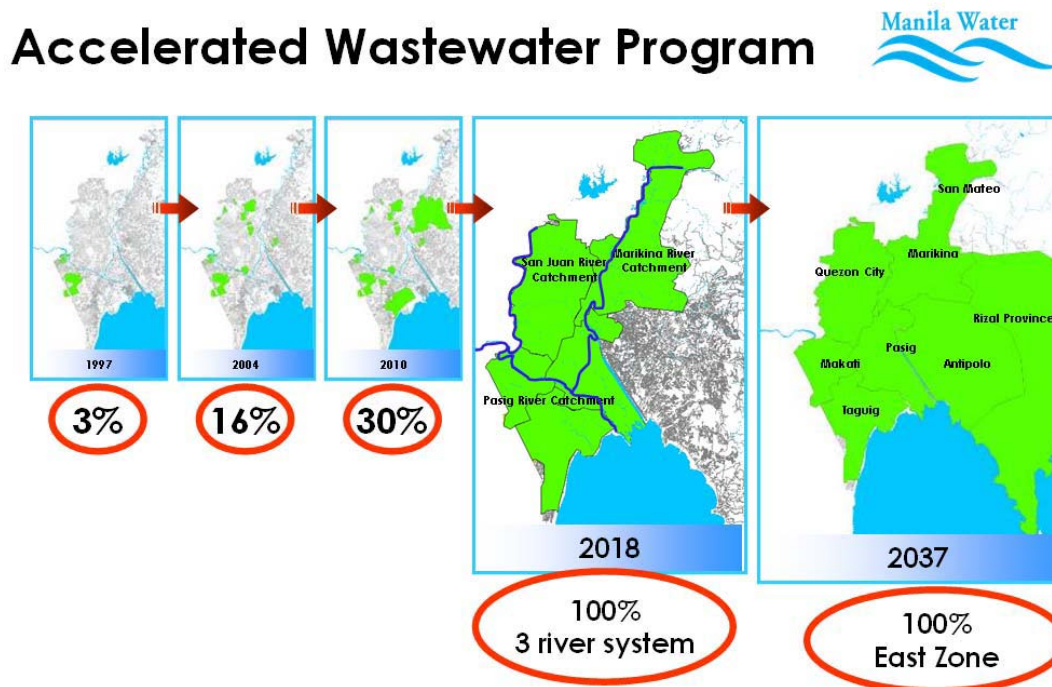 Accelerated Wastewater Program
Manila Water
1997
2004
2010
3%
16%
30%
San Juan River
Catchment
Marikina River
Catchment
Pasig River Catchment
2018
100%
3 river system
San Mateo
Marikina
Quezon City
Rizal Province
Pasig
Makati
Antipolo
Taguig
2037
100%
East Zone